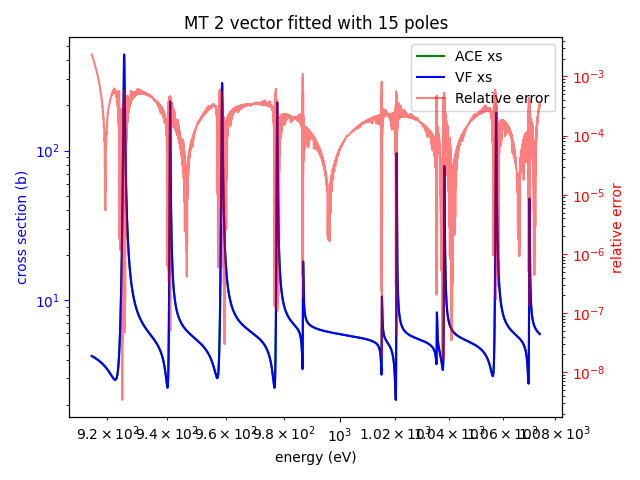 MT 2 vector fitted with 15 poles
ACE xs
VF xs
Relative error
cross section (b)
10²
10¹
relative error
10⁻³
10⁻⁴
10⁻⁵
10⁻⁶
10⁻⁷
10⁻⁸
9.2 × 10² 9.4 × 10² 9.6 × 10² 9.8 × 10² 10³ 1.02 × 10³ 1.04 × 10³ 1.06 × 10³ 1.08 × 10³
energy (eV)